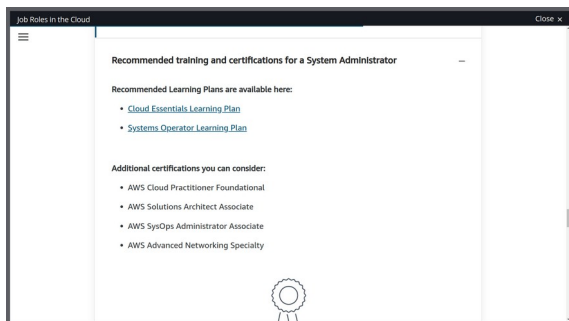 Job Roles in the Cloud
Close ×
Recommended training and certifications for a System Administrator
Recommended Learning Plans are available here:
• Cloud Essentials Learning Plan
• Systems Operator Learning Plan
Additional certifications you can consider:
• AWS Cloud Practitioner Foundational
• AWS Solutions Architect Associate
• AWS SysOps Administrator Associate
• AWS Advanced Networking Specialty